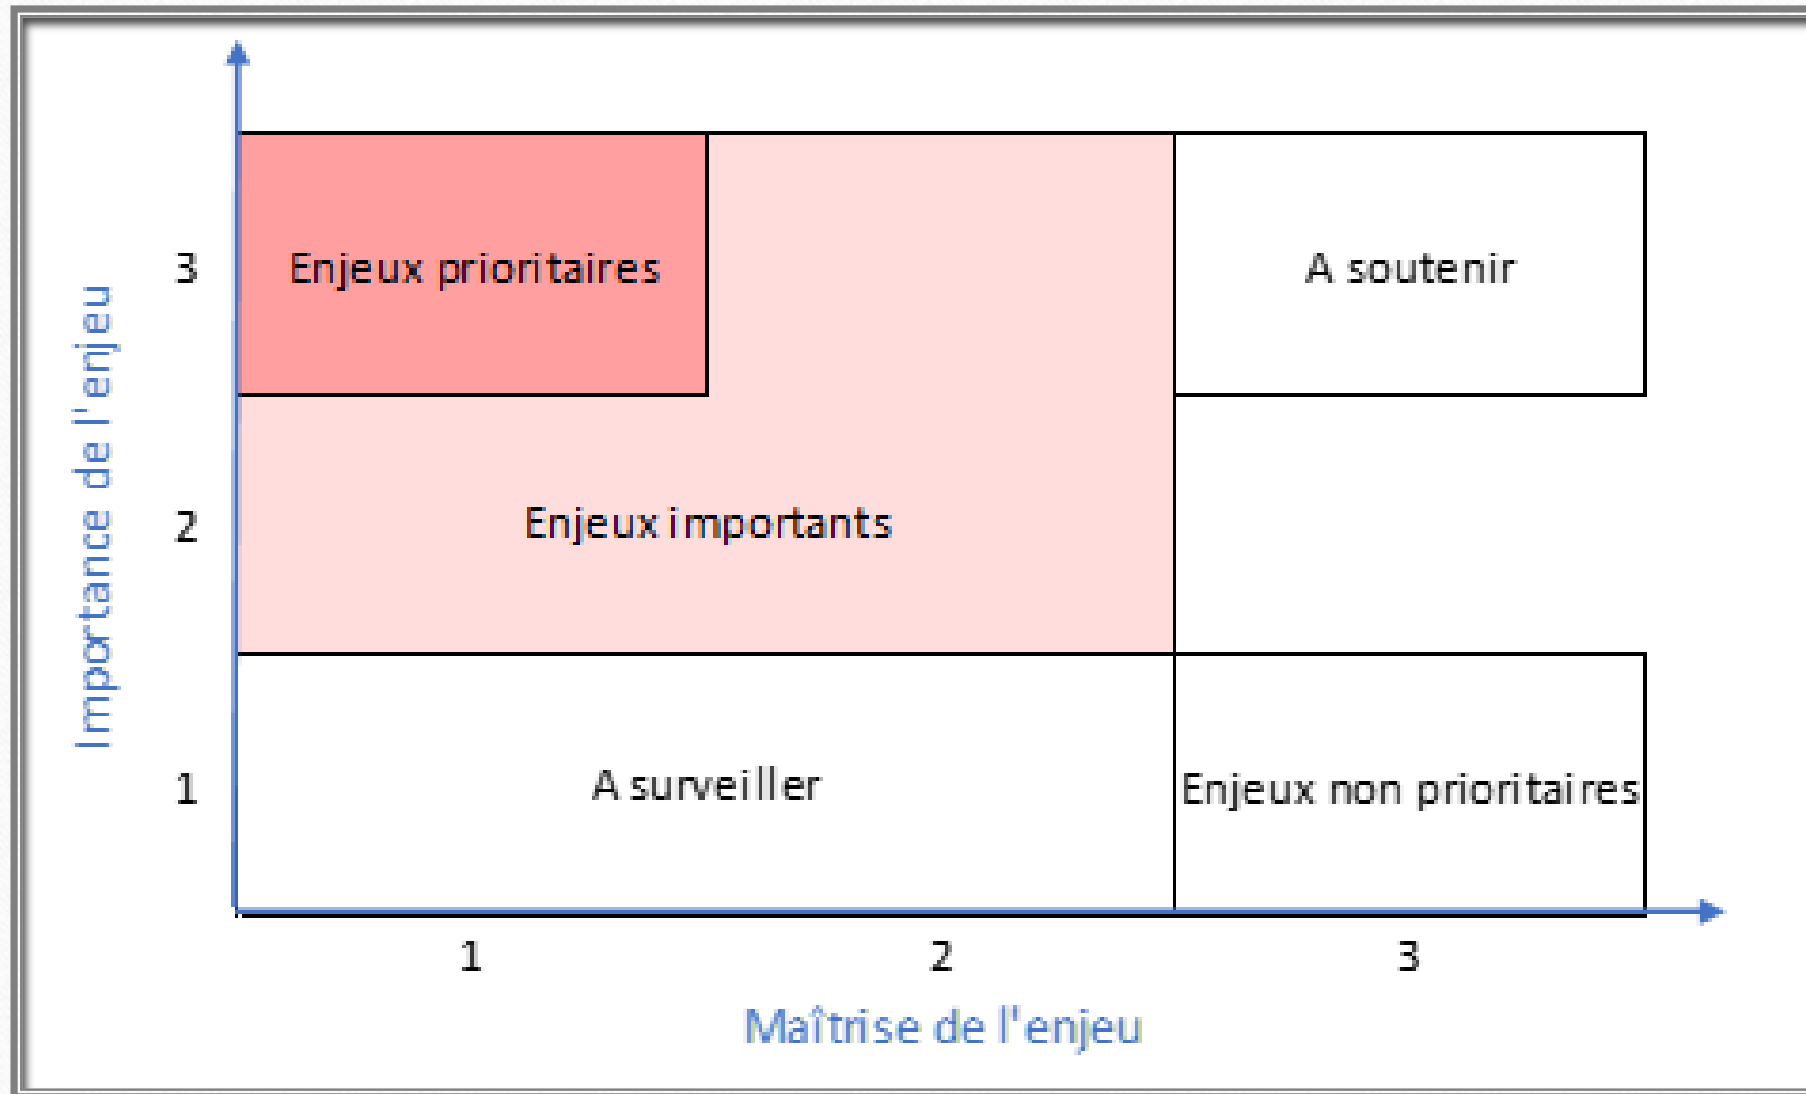 Importance de l'enjeu
3
Enjeux prioritaires
A soutenir
2
Enjeux importants
1
A surveiller
Enjeux non prioritaires
1
2
3
Maîtrise de l'enjeu